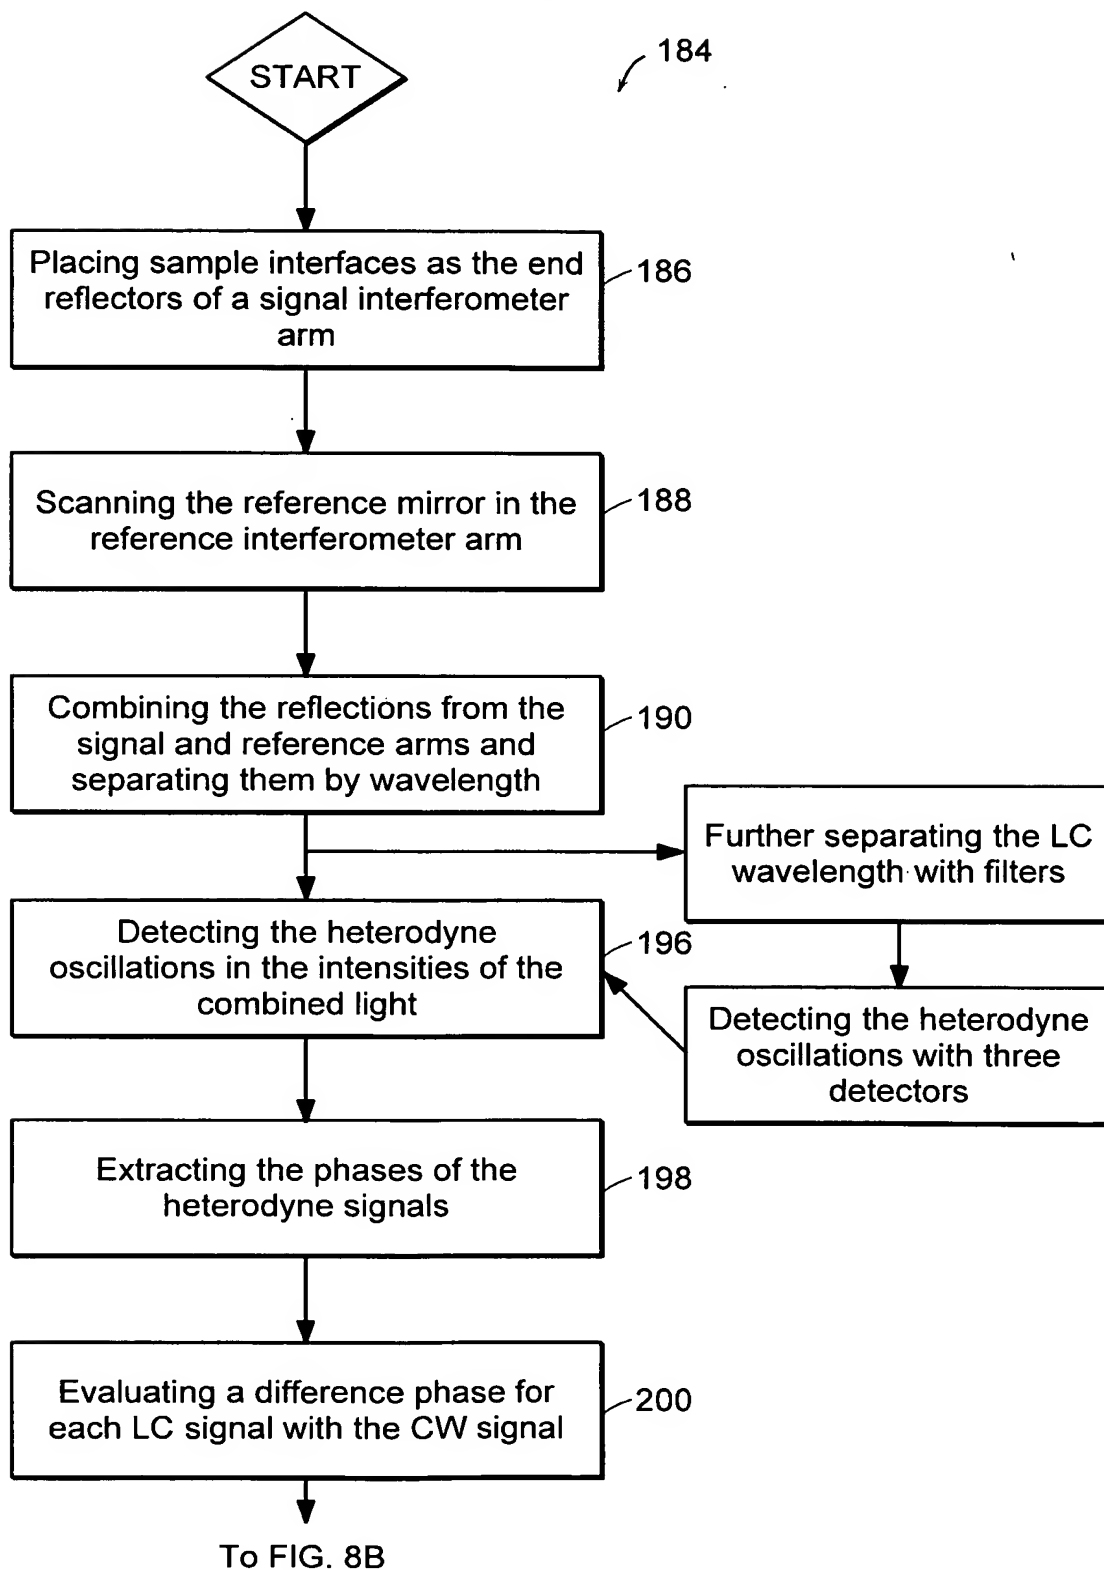 START
184
Placing sample interfaces as the end
reflectors of a signal interferometer
arm
186
Scanning the reference mirror in the
reference interferometer arm
188
Combining the reflections from the
signal and reference arms and
separating them by wavelength
190
Further separating the LC
wavelength with filters
Detecting the heterodyne
oscillations in the intensities of the
combined light
196
Detecting the heterodyne
oscillations with three
detectors
Extracting the phases of the
heterodyne signals
198
Evaluating a difference phase for
each LC signal with the CW signal
200
To FIG. 8B